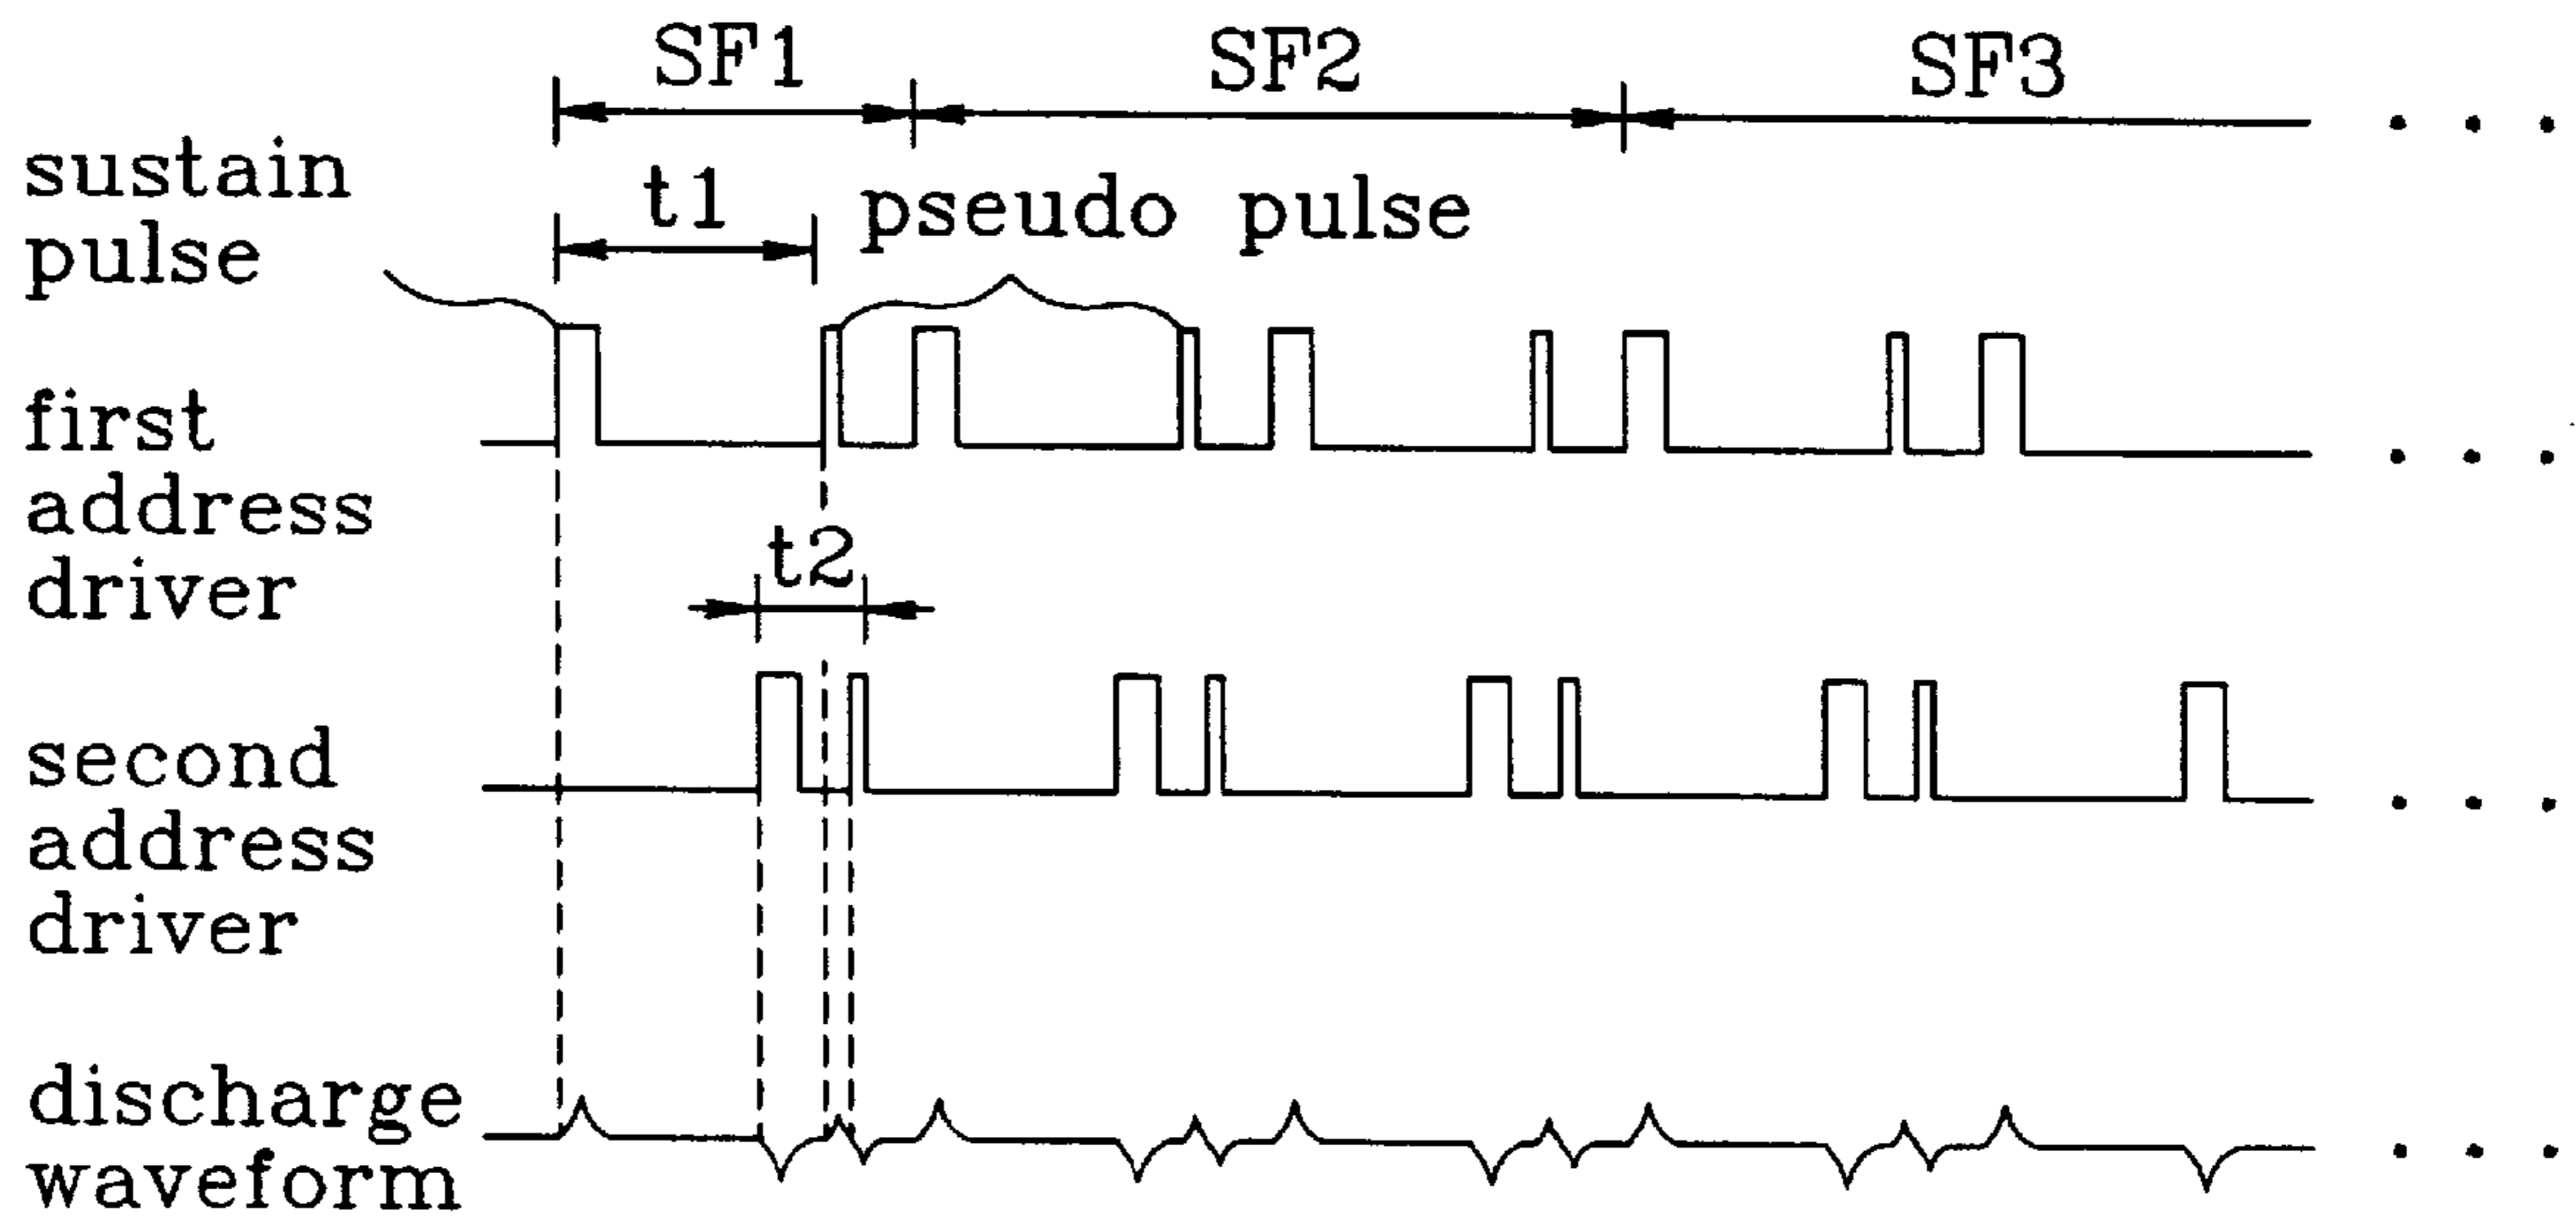 SF1 SF2 SF3 . . .
sustain
pulse
t1
pseudo pulse
first
address
driver
. . .
t2
second
address
driver
. . .
discharge
waveform
. . .